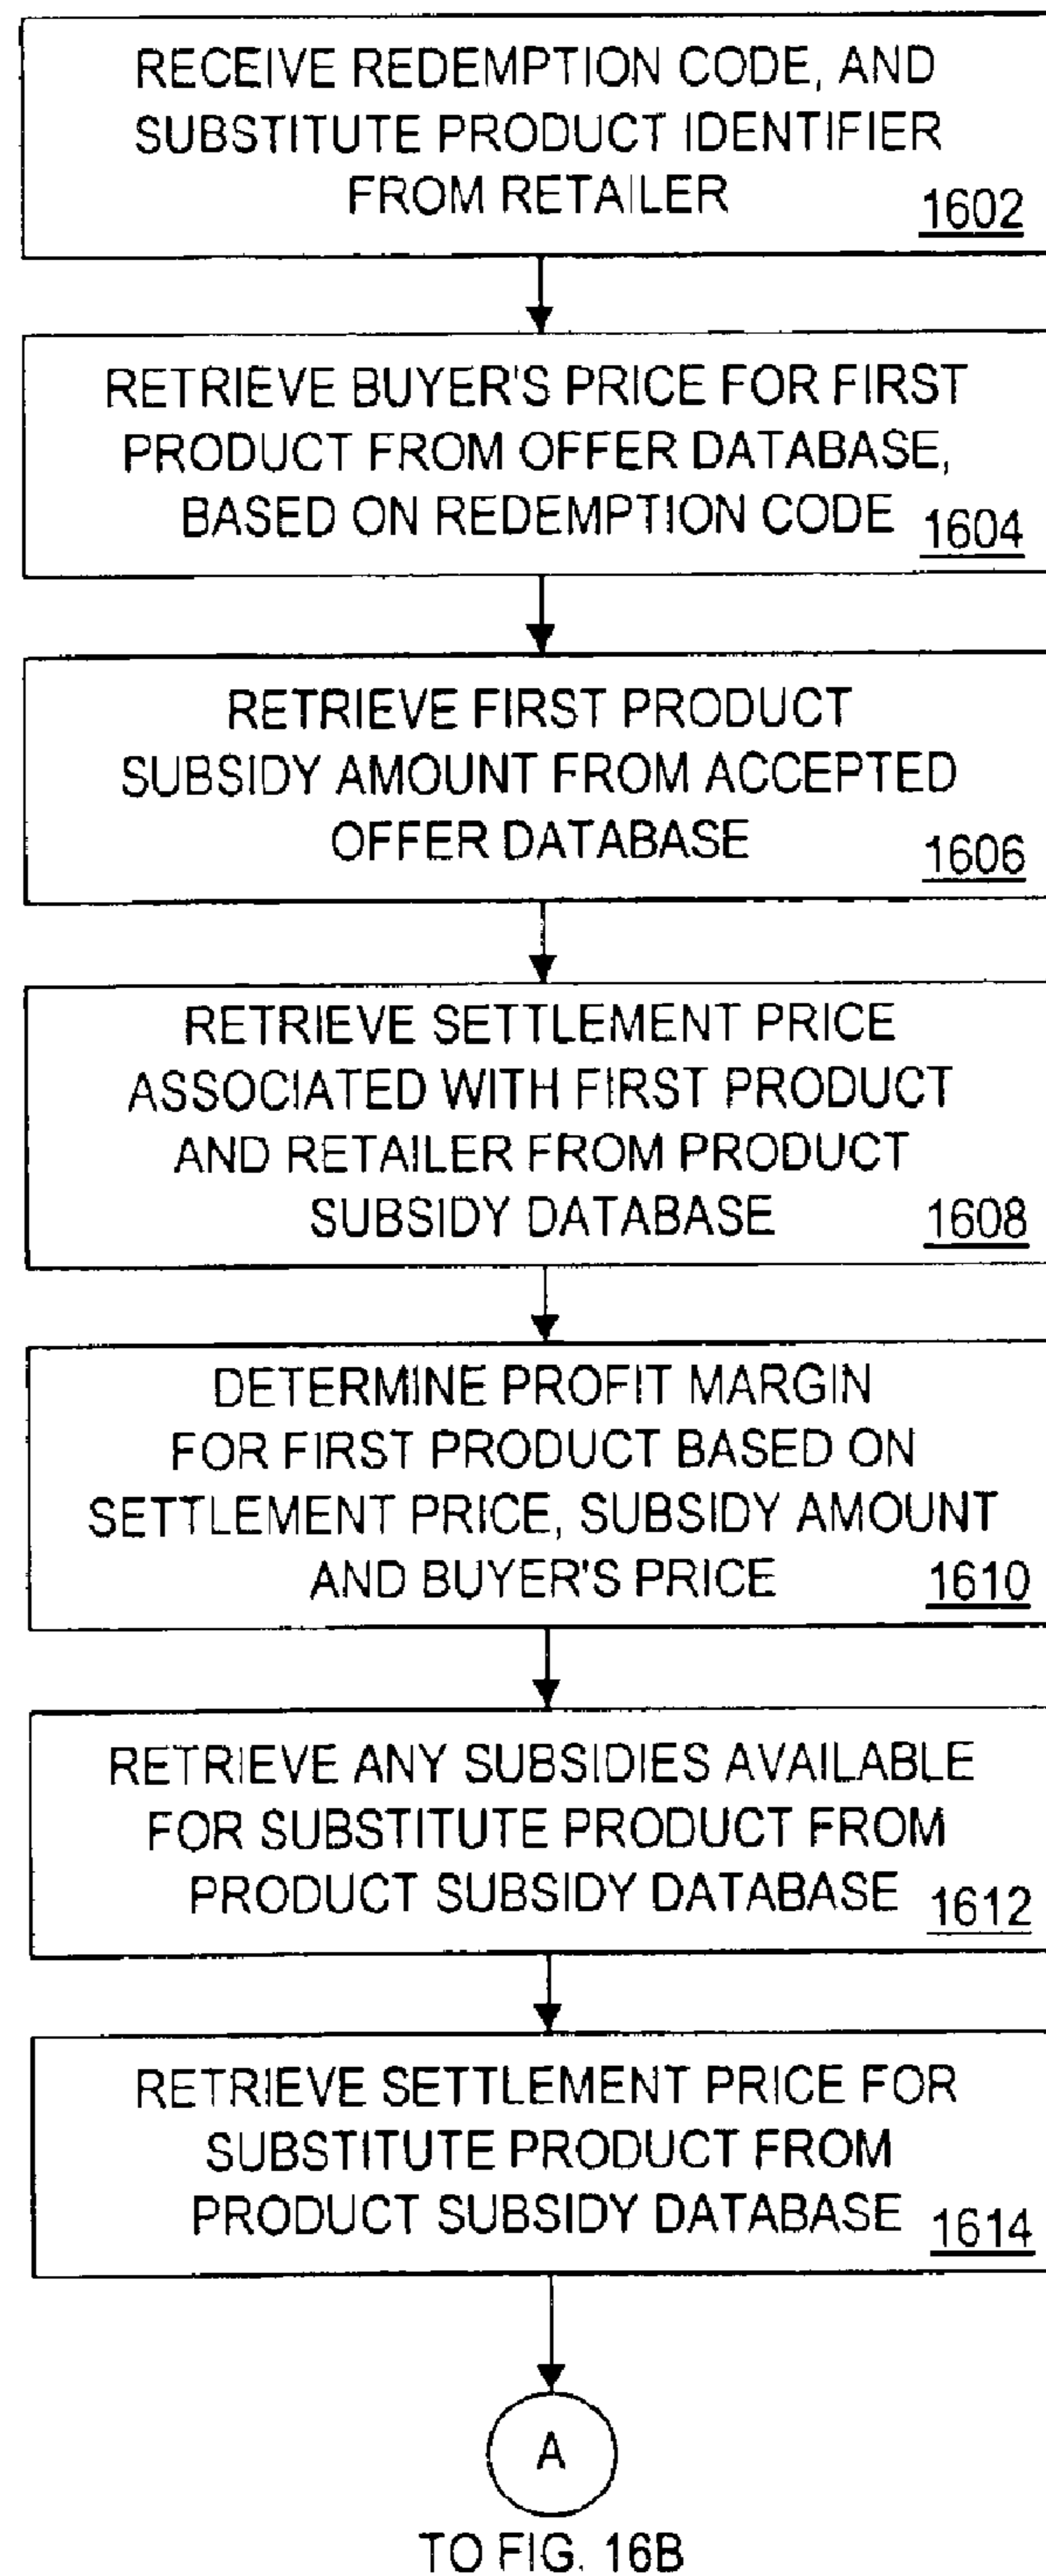 RECEIVE REDEMPTION CODE, AND
SUBSTITUTE PRODUCT IDENTIFIER
FROM RETAILER 1602
RETRIEVE BUYER'S PRICE FOR FIRST
PRODUCT FROM OFFER DATABASE,
BASED ON REDEMPTION CODE 1604
RETRIEVE FIRST PRODUCT
SUBSIDY AMOUNT FROM ACCEPTED
OFFER DATABASE 1606
RETRIEVE SETTLEMENT PRICE
ASSOCIATED WITH FIRST PRODUCT
AND RETAILER FROM PRODUCT
SUBSIDY DATABASE 1608
DETERMINE PROFIT MARGIN
FOR FIRST PRODUCT BASED ON
SETTLEMENT PRICE, SUBSIDY AMOUNT
AND BUYER'S PRICE 1610
RETRIEVE ANY SUBSIDIES AVAILABLE
FOR SUBSTITUTE PRODUCT FROM
PRODUCT SUBSIDY DATABASE 1612
RETRIEVE SETTLEMENT PRICE FOR
SUBSTITUTE PRODUCT FROM
PRODUCT SUBSIDY DATABASE 1614
A
TO FIG. 16B